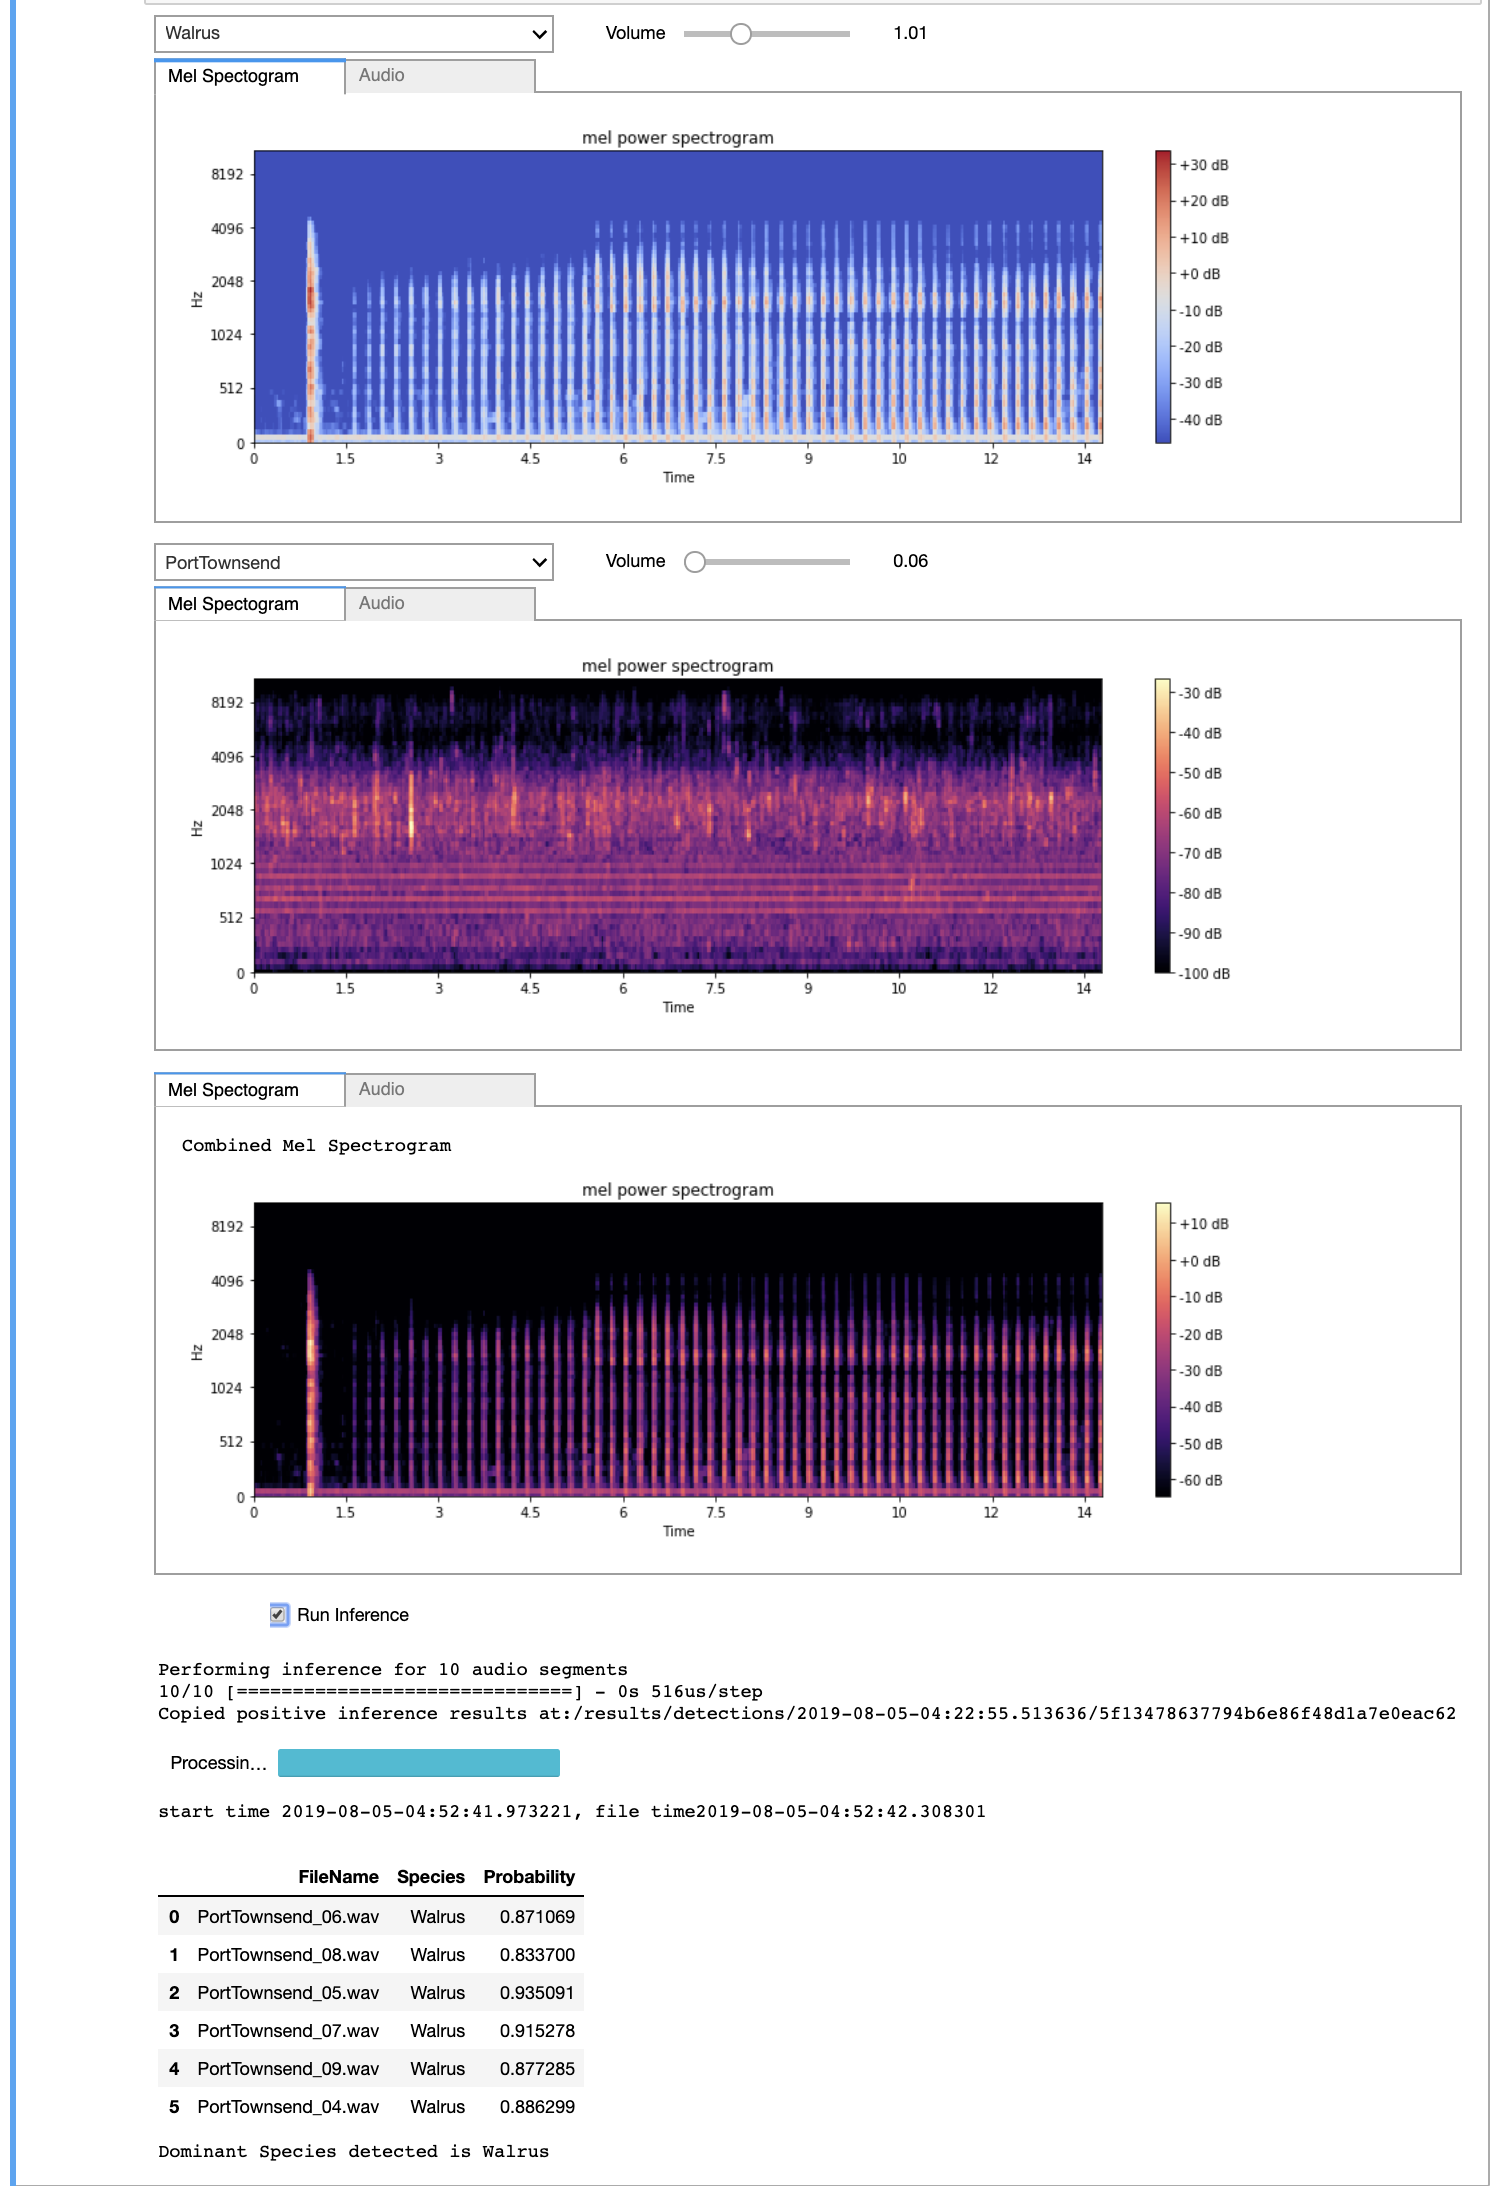 Walrus Volume 1.01
Mel Spectogram Audio
mel power spectrogram
8192
4096
2048
1024
512
0
Hz
0 1.5 3 4.5 6 7.5 9 10 12 14
Time
+30 dB
+20 dB
+10 dB
+0 dB
-10 dB
-20 dB
-30 dB
-40 dB
PortTownsend Volume 0.06
Mel Spectogram Audio
mel power spectrogram
8192
4096
2048
1024
512
0
Hz
0 1.5 3 4.5 6 7.5 9 10 12 14
Time
-30 dB
-40 dB
-50 dB
-60 dB
-70 dB
-80 dB
-90 dB
-100 dB
Mel Spectogram Audio
Combined Mel Spectrogram
mel power spectrogram
8192
4096
2048
1024
512
0
Hz
0 1.5 3 4.5 6 7.5 9 10 12 14
Time
+10 dB
+0 dB
-10 dB
-20 dB
-30 dB
-40 dB
-50 dB
-60 dB
Run Inference
Performing inference for 10 audio segments
10/10 [==============================] - 0s 516us/step
Copied positive inference results at:/results/detections/2019-08-05-04:22:55.513636/5f13478637794b6e86f48d1a7e0eac62
Processin...
start time 2019-08-05-04:52:41.973221, file time2019-08-05-04:52:42.308301
FileName Species Probability
0 PortTownsend_06.wav Walrus 0.871069
1 PortTownsend_08.wav Walrus 0.833700
2 PortTownsend_05.wav Walrus 0.935091
3 PortTownsend_07.wav Walrus 0.915278
4 PortTownsend_09.wav Walrus 0.877285
5 PortTownsend_04.wav Walrus 0.886299
Dominant Species detected is Walrus